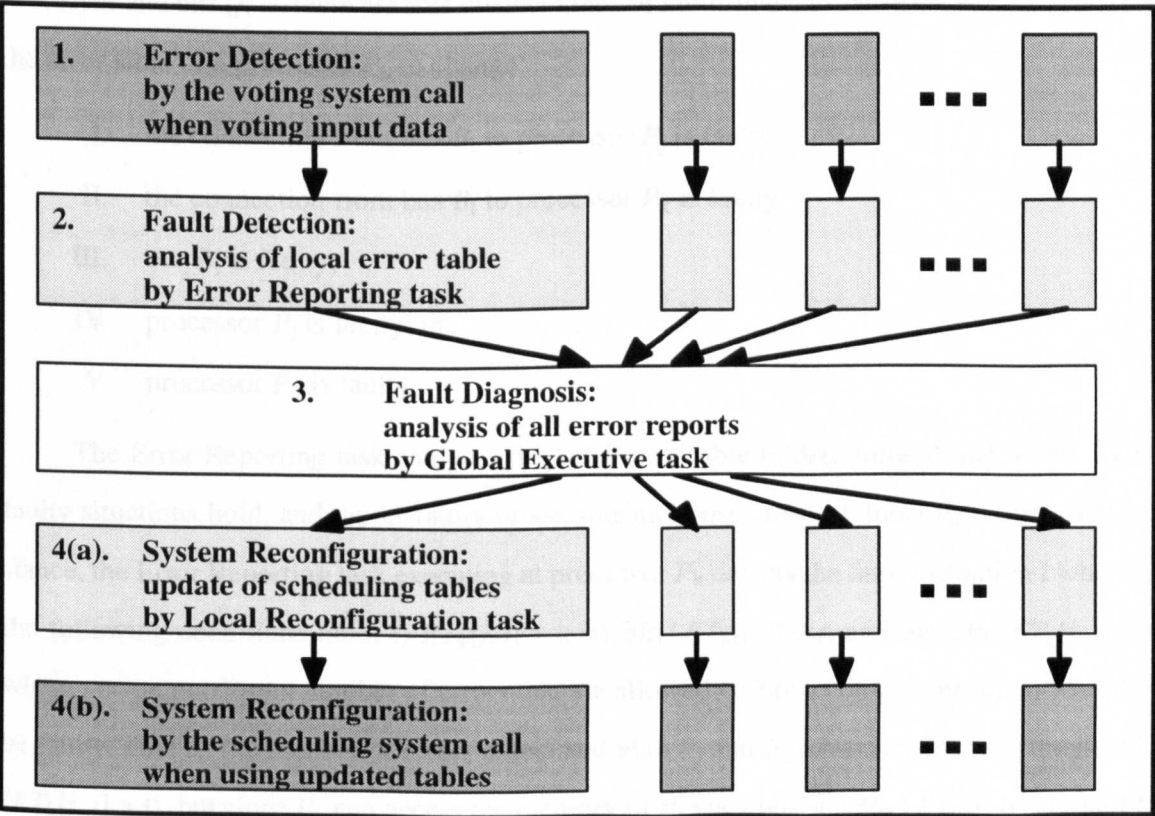 1. Error Detection:
by the voting system call
when voting input data
2. Fault Detection:
analysis of local error table
by Error Reporting task
3. Fault Diagnosis:
analysis of all error reports
by Global Executive task
4(a). System Reconfiguration:
update of scheduling tables
by Local Reconfiguration task
4(b). System Reconfiguration:
by the scheduling system call
when using updated tables